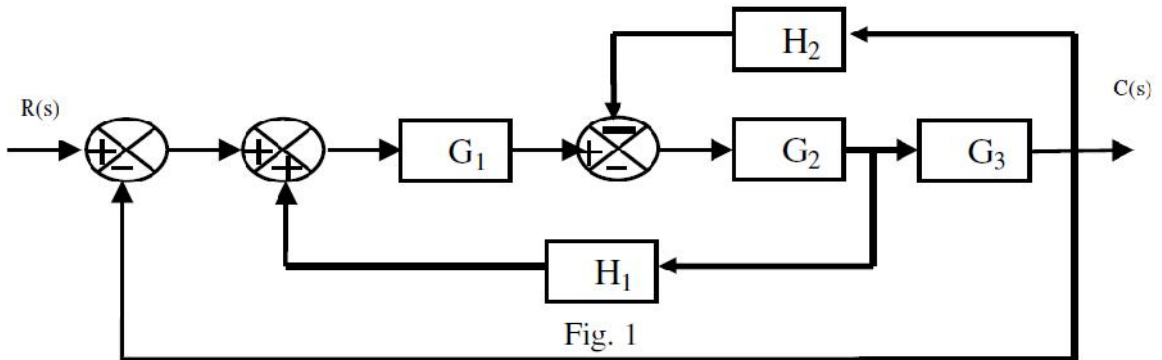 H₂
R(s)
C(s)
+
-
+
+
G₁
+
-
-
G₂
G₃
H₁
Fig. 1